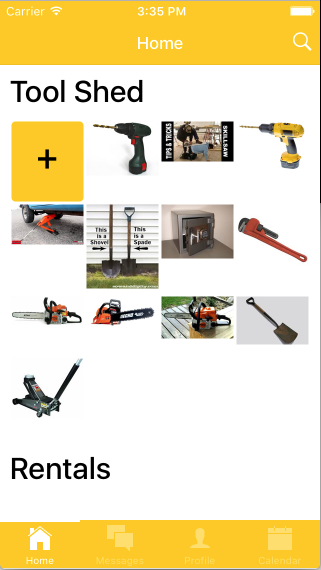 Carrier 3:35 PM
Home
Tool Shed
+
TIPS & TRICKS
SKILLSAW
This is a Shovel
This is a Spade
Rentals
Home Messages Profile Calendar